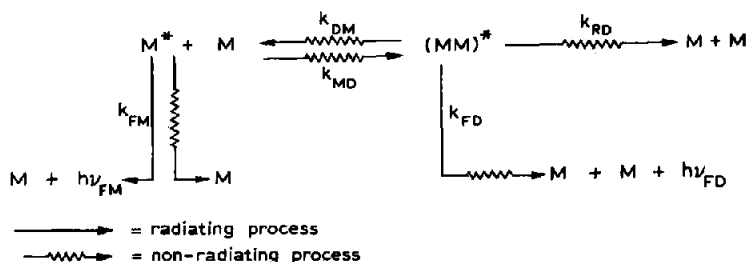 k_DM
M* + M (MM)* k_RD M + M
k_MD
k_FM k_FD
M + hν_FM M M + M + hν_FD
= radiating process
= non-radiating process